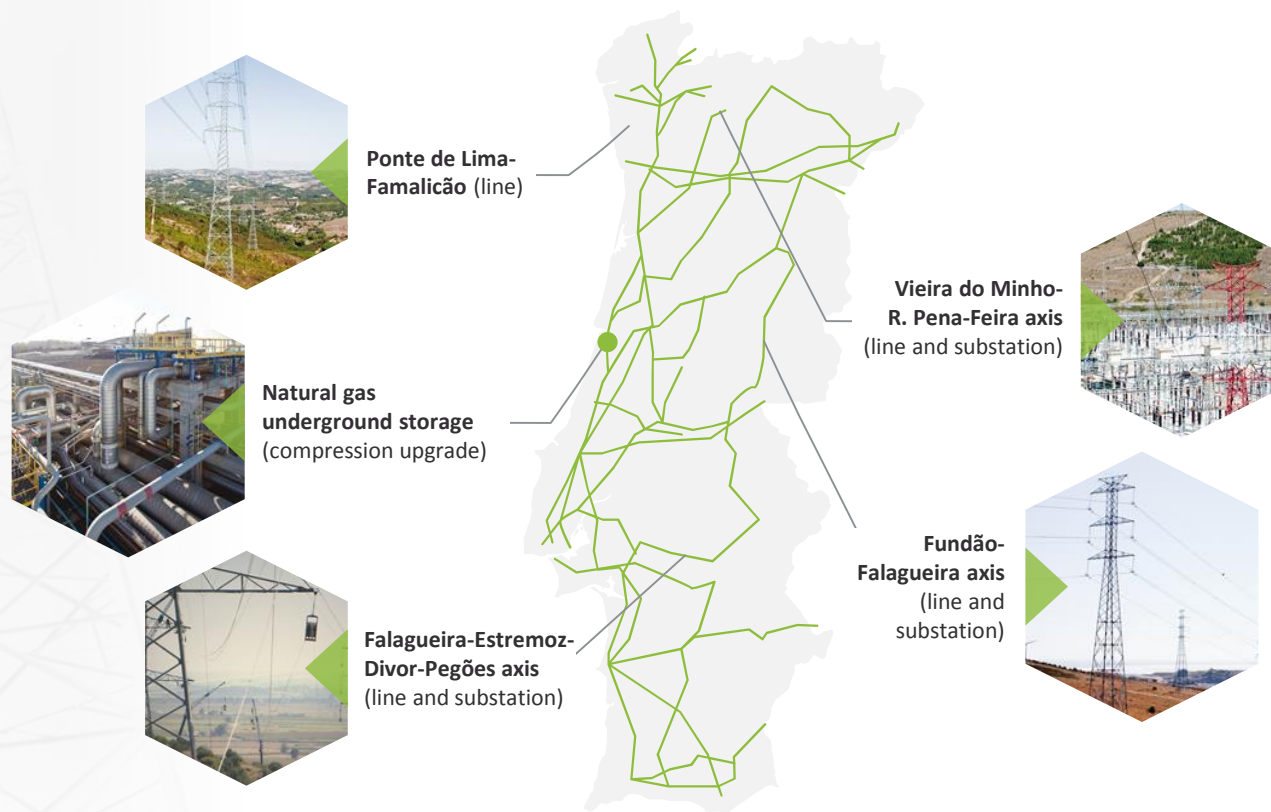 Ponte de Lima-
Famalicão (line)
Natural gas
underground storage
(compression upgrade)
Falagueira-Estremoz-
Divor-Pegões axis
(line and substation)
Vieira do Minho-
R. Pena-Feira axis
(line and substation)
Fundão-
Falagueira axis
(line and
substation)